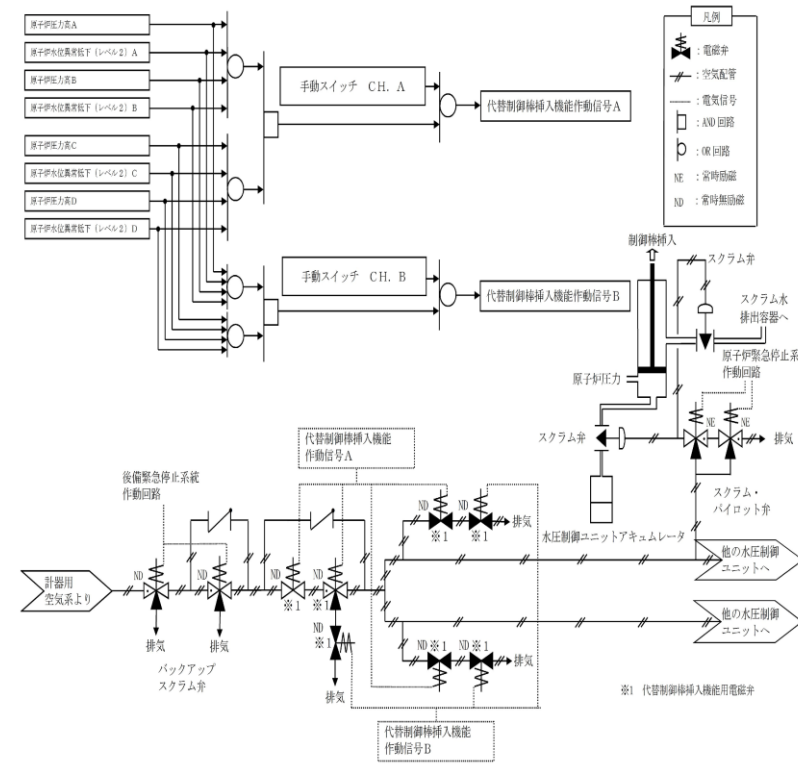 原子炉圧力高A
原子炉水位異常低下（レベル2）A
原子炉圧力高B
原子炉水位異常低下（レベル2）B
原子炉圧力高C
原子炉水位異常低下（レベル2）C
原子炉圧力高D
原子炉水位異常低下（レベル2）D
手動スイッチ CH. A
代替制御棒挿入機能作動信号A
手動スイッチ CH. B
代替制御棒挿入機能作動信号B
凡例
：電磁弁
：空気配管
：電気信号
：AND回路
：OR回路
NE ：常時励磁
ND ：常時無励磁
制御棒挿入
スクラム弁
スクラム水
排出容器へ
原子炉緊急停止系
作動回路
原子炉圧力
NE
NE
排気
スクラム弁
スクラム・
パイロット弁
水圧制御ユニットアキュムレータ
代替制御棒挿入機能
作動信号A
後備緊急停止系統
作動回路
ND
ND
排気
※1
※1
計器用
空気系より
ND
ND
ND
ND
※1
※1
他の水圧制御
ユニットへ
他の水圧制御
ユニットへ
排気
排気
バックアップ
スクラム弁
ND
※1
排気
ND※1
ND※1
排気
※1 代替制御棒挿入機能用電磁弁
代替制御棒挿入機能
作動信号B